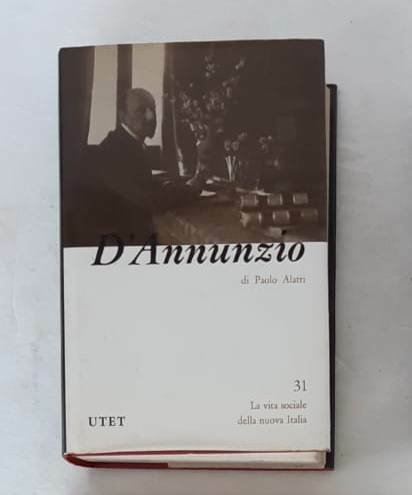 D'Annunzio
di Paolo Alatri
31
La vita sociale
della nuova Italia
UTET